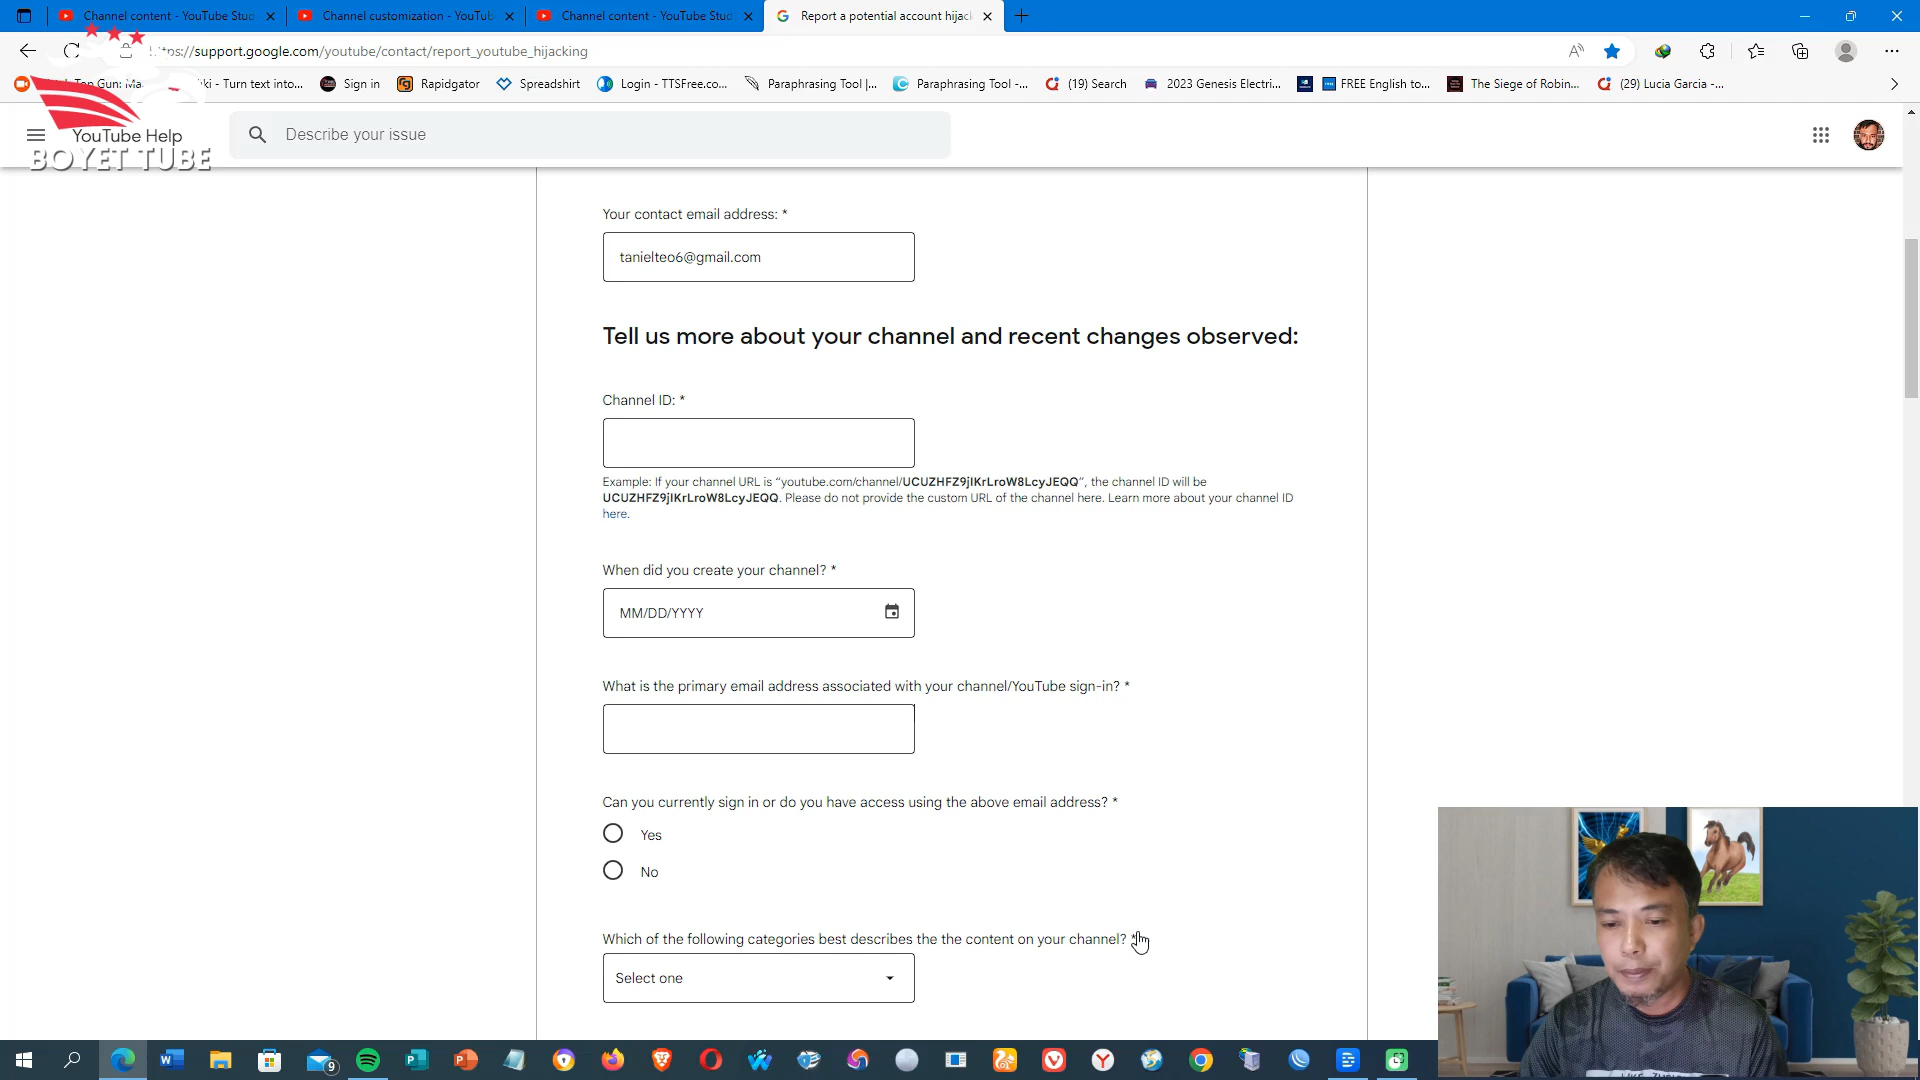 Channel content - YouTube Stud
Channel customization - YouTub
Channel content - YouTube Stud
Report a potential account hijac
https://support.google.com/youtube/contact/report_youtube_hijacking
Top Gun: Ma
ki - Turn text into...
Sign in
Rapidgator
Spreadshirt
Login - TTSFree.co...
Paraphrasing Tool |...
Paraphrasing Tool -...
(19) Search
2023 Genesis Electri...
FREE English to...
The Siege of Robin...
(29) Lucia Garcia -...
YouTube Help
Describe your issue
BOYET TUBE
Your contact email address: *
tanielteo6@gmail.com
Tell us more about your channel and recent changes observed:
Channel ID: *
Example: If your channel URL is “youtube.com/channel/UCUZHFZ9jIKrLroW8LcyJEQQ”, the channel ID will be
UCUZHFZ9jIKrLroW8LcyJEQQ. Please do not provide the custom URL of the channel here. Learn more about your channel ID
here.
When did you create your channel? *
MM/DD/YYYY
What is the primary email address associated with your channel/YouTube sign-in? *
Can you currently sign in or do you have access using the above email address? *
Yes
No
Which of the following categories best describes the the content on your channel? *
Select one
9